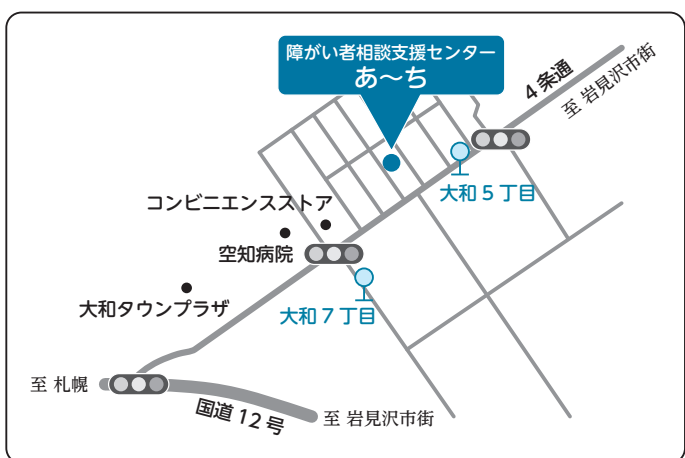 障がい者相談支援センター
あ～ち
4条通
至 岩見沢市街
大和5丁目
コンビニエンスストア
空知病院
大和7丁目
大和タウンプラザ
至 札幌
国道12号
至 岩見沢市街